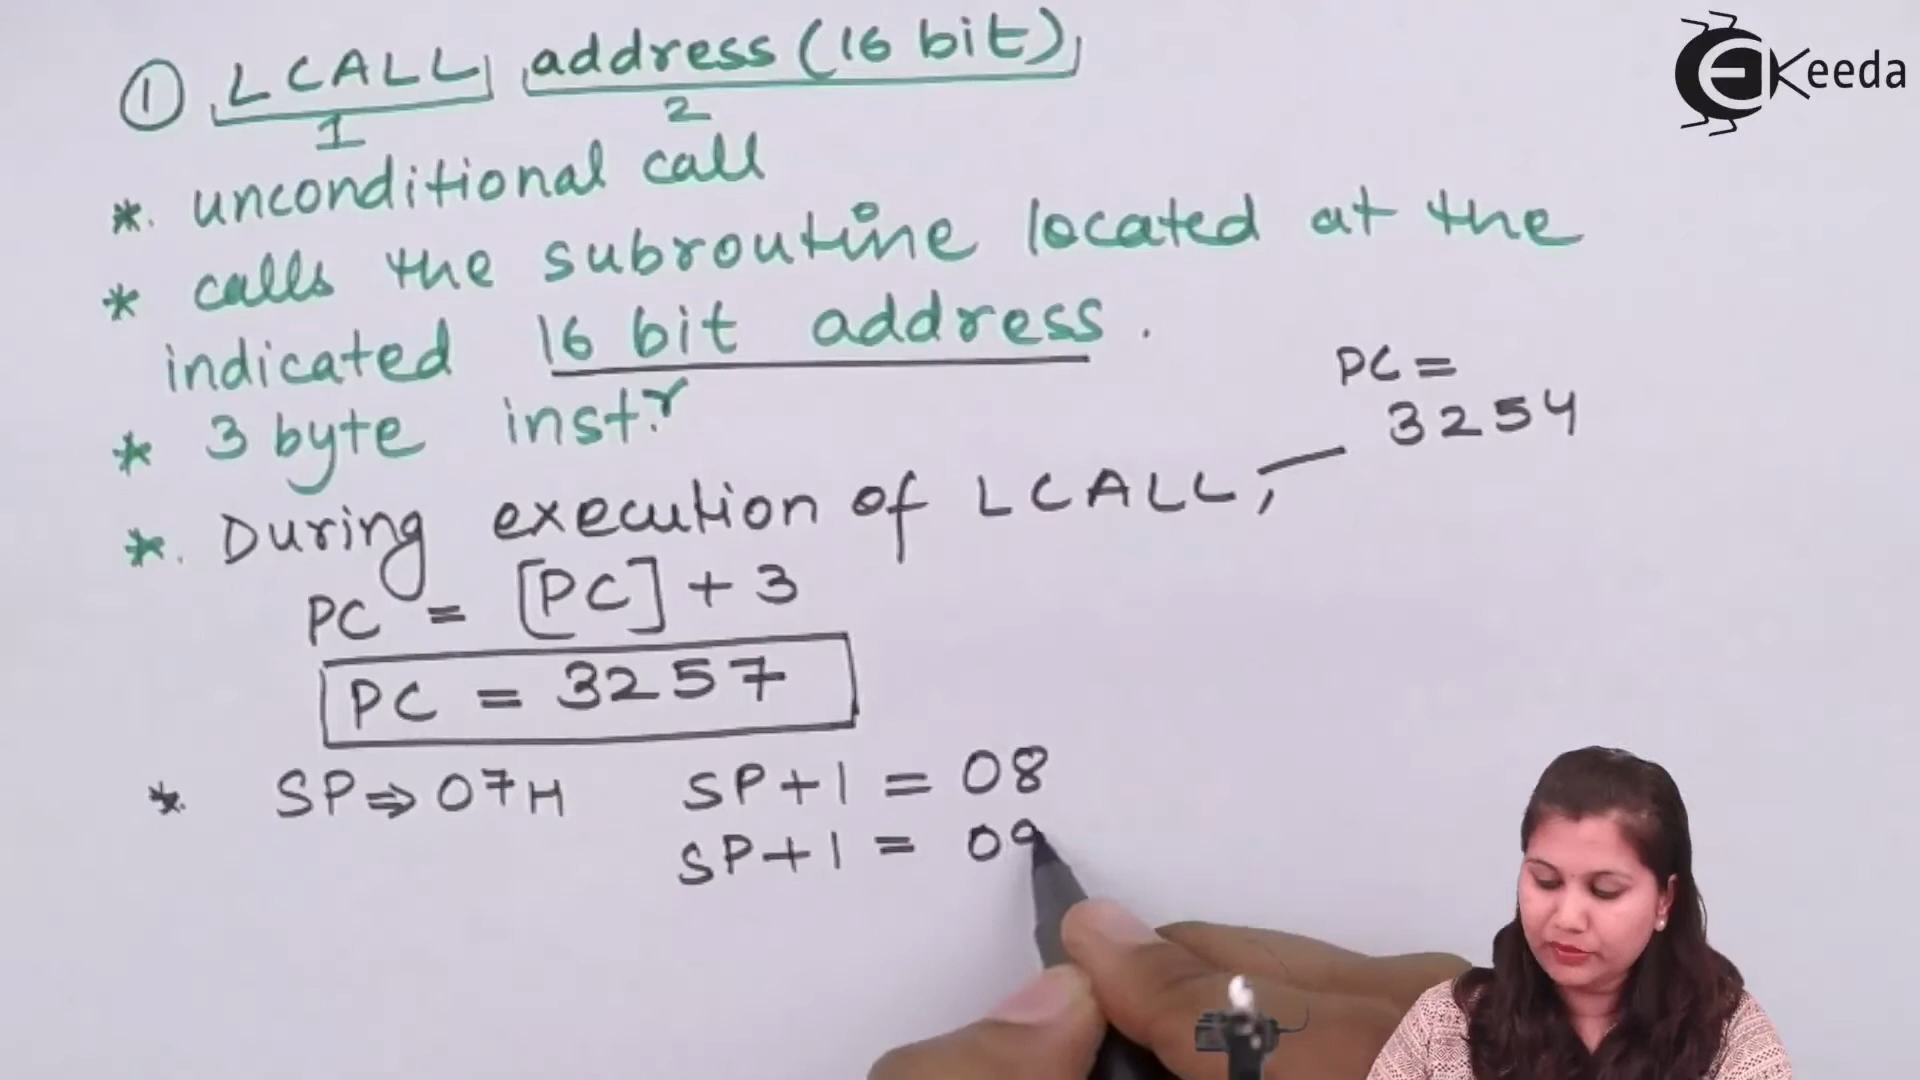 ① LCALL address (16 bit)
1 2
*. unconditional call
* calls the subroutine located at the
indicated 16 bit address.
* 3 byte instr
PC =
3254
*. During execution of LCALL,
PC = [PC] + 3
PC = 3257
*. SP ⇒ 07H SP+1 = 08
SP+1 = 09
EKeeda